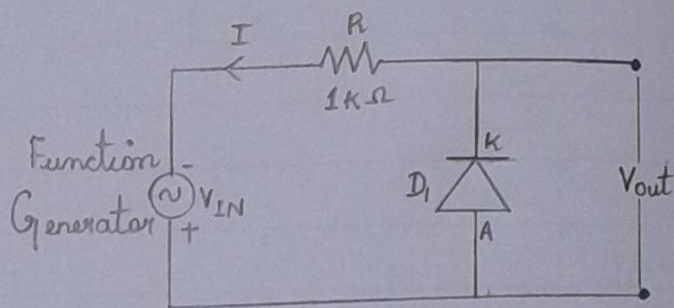 I
R
1KΩ
Function
Generator
-
~
VIN
+
K
D1
A
Vout